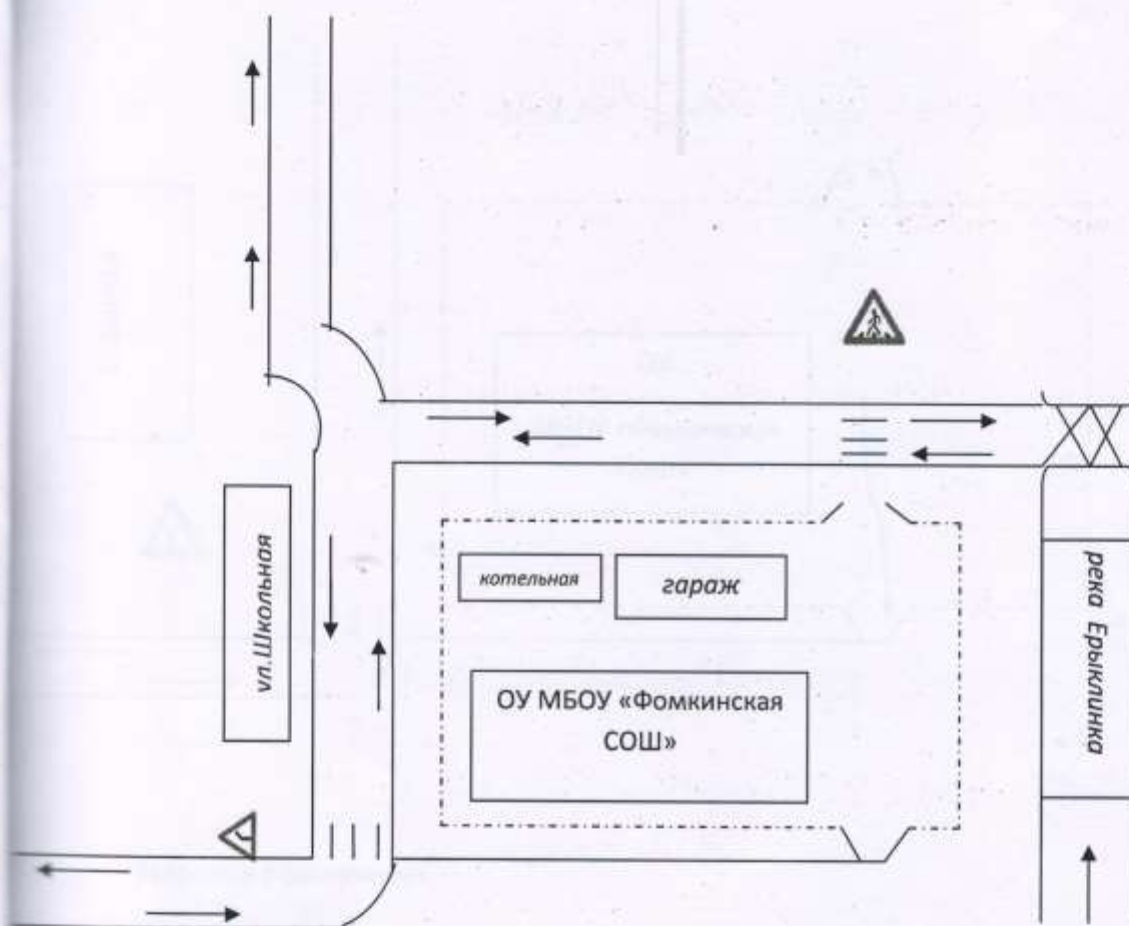 котельная
гараж
ул.Школьная
ОУ МБОУ «Фомкинская
СОШ»
река Ерыклинка